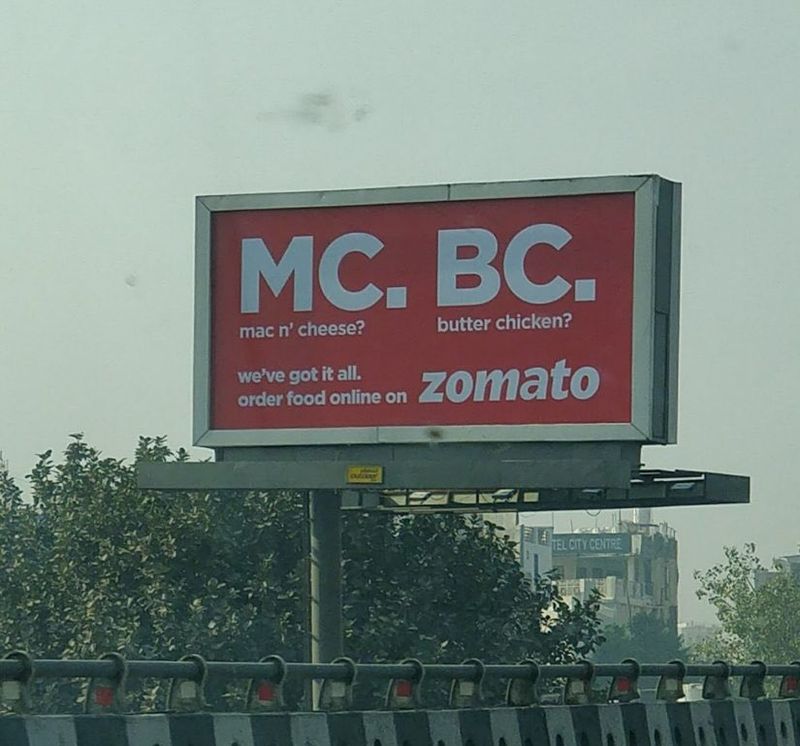 MC. BC.
mac n' cheese? butter chicken?
we've got it all.
order food online on zomato
TEL CITY CENTRE